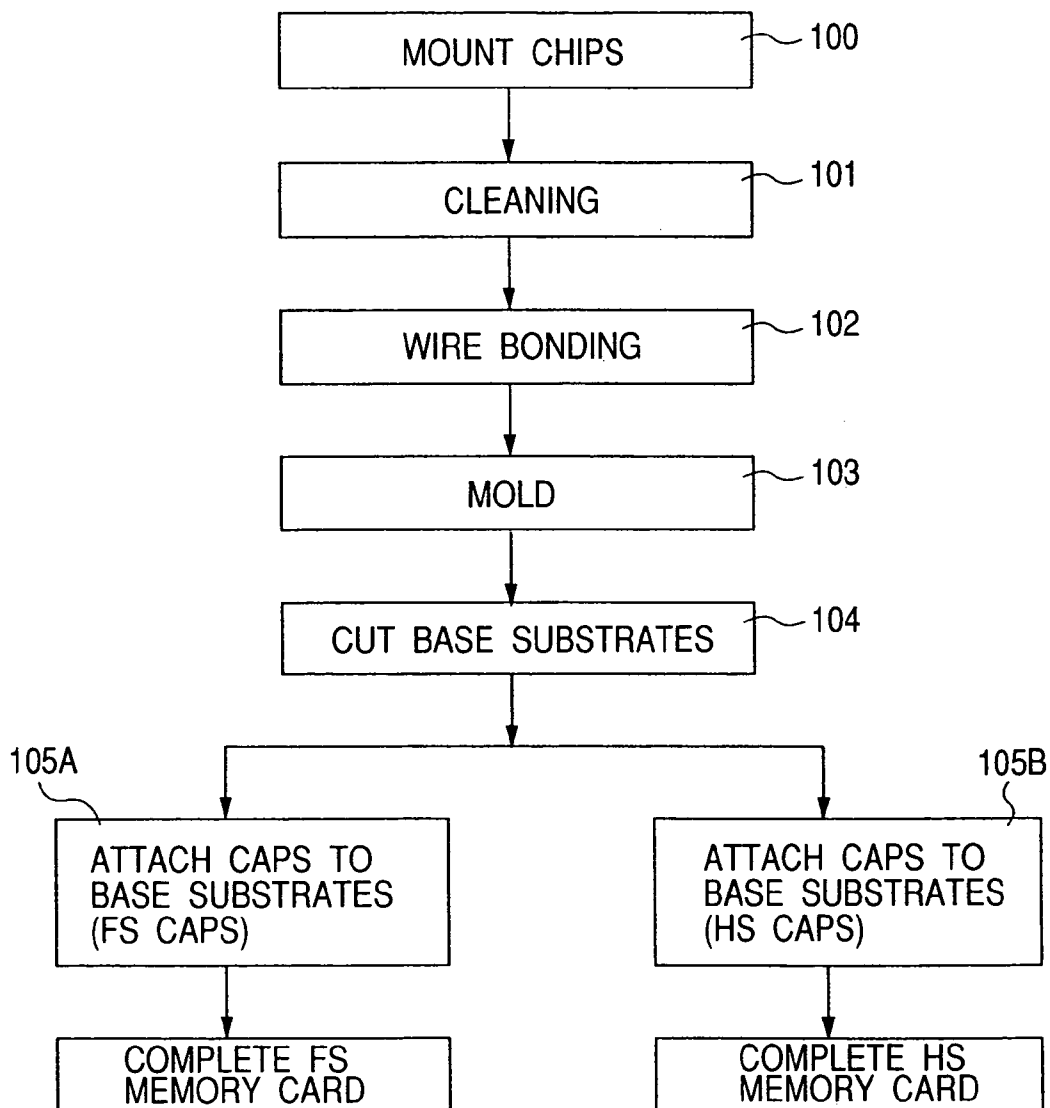 MOUNT CHIPS
100
CLEANING
101
WIRE BONDING
102
MOLD
103
CUT BASE SUBSTRATES
104
105A
ATTACH CAPS TO
BASE SUBSTRATES
(FS CAPS)
105B
ATTACH CAPS TO
BASE SUBSTRATES
(HS CAPS)
COMPLETE FS
MEMORY CARD
COMPLETE HS
MEMORY CARD